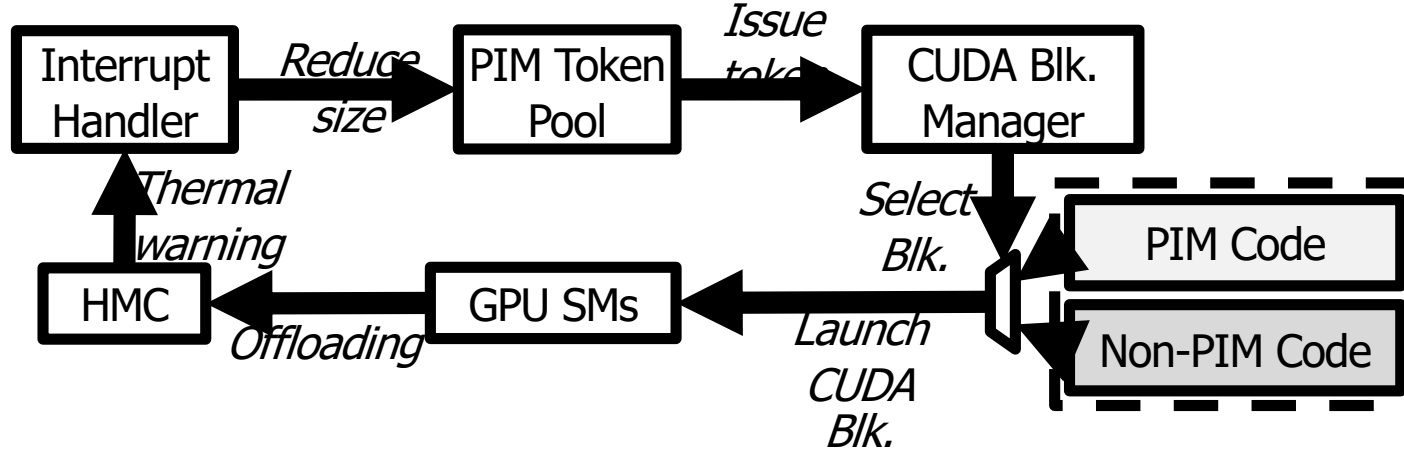 Interrupt
Handler
Reduce
size
PIM Token
Pool
Issue
token
CUDA Blk.
Manager
Thermal
warning
Select
Blk.
PIM Code
HMC
Offloading
GPU SMs
Launch
CUDA
Blk.
Non-PIM Code